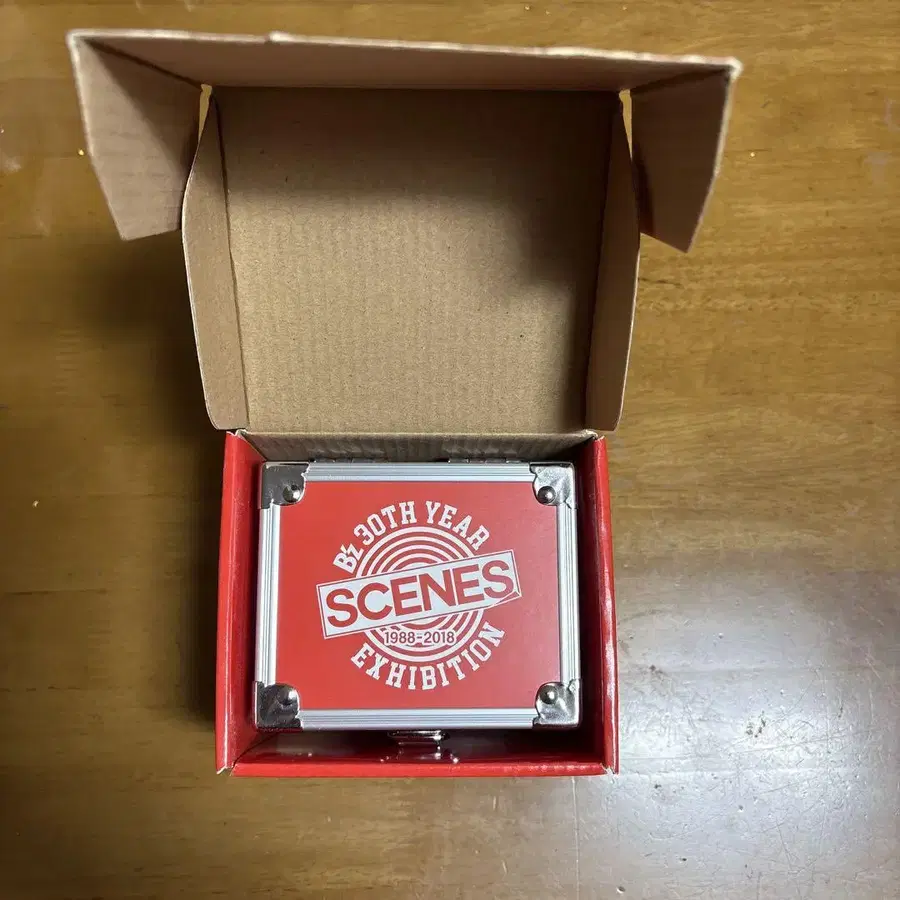 B'z 30TH YEAR
SCENES
1988-2018
EXHIBITION